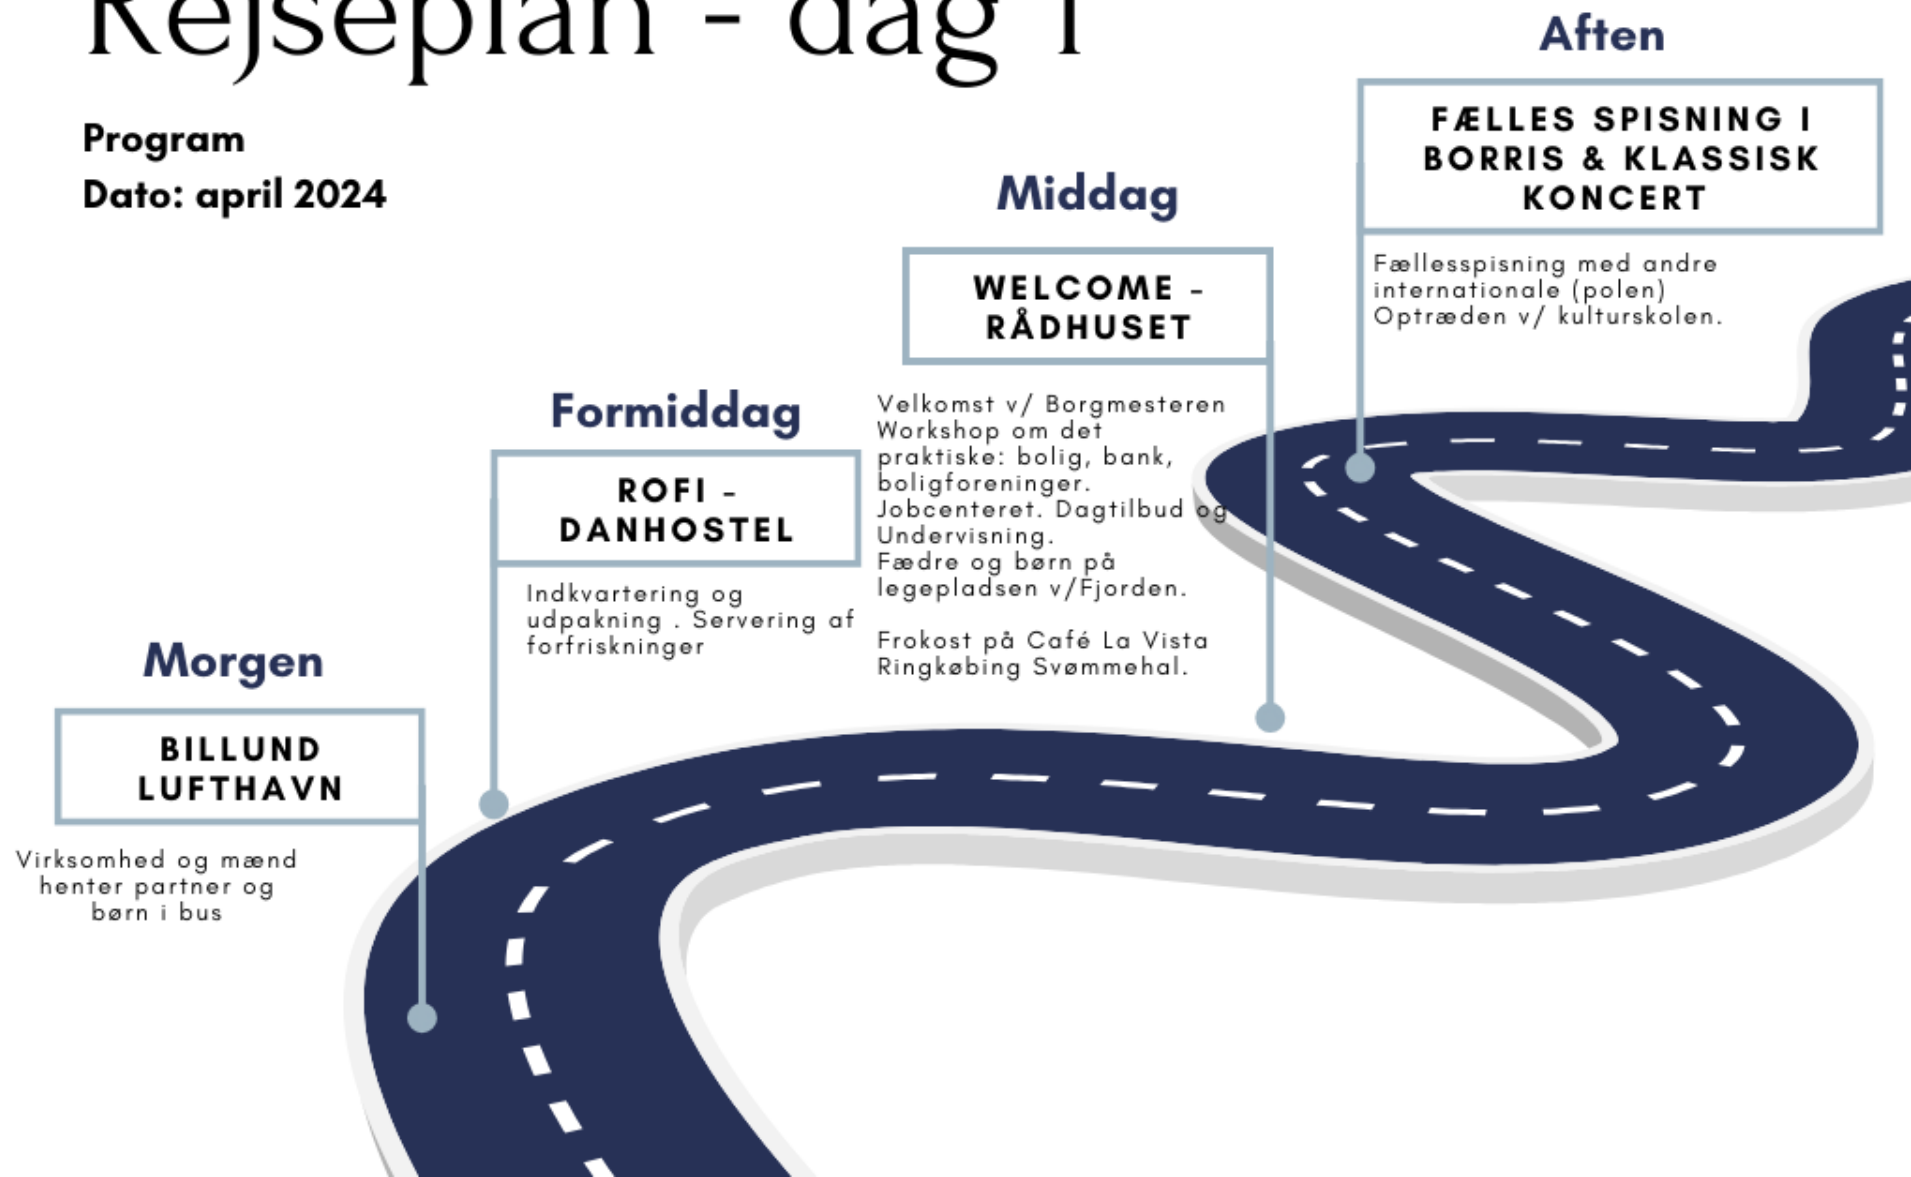 Rejseplan - dag 1
Program
Dato: april 2024
Morgen
BILLUND
LUFTHAVN
Virksomhed og mænd
henter partner og
børn i bus
Formiddag
ROFI -
DANHOSTEL
Indkvartering og
udpakning . Servering af
forfriskninger
Middag
WELCOME -
RÅDHUSET
Velkomst v/ Borgmesteren
Workshop om det
praktiske: bolig, bank,
boligforeninger.
Jobcenteret. Dagtilbud og
Undervisning.
Fædre og børn på
legepladsen v/Fjorden.
Frokost på Café La Vista
Ringkøbing Svømmehal.
Aften
FÆLLES SPISNING I
BORRIS & KLASSISK
KONCERT
Fællesspisning med andre
internationale (polen)
Optræden v/ kulturskolen.